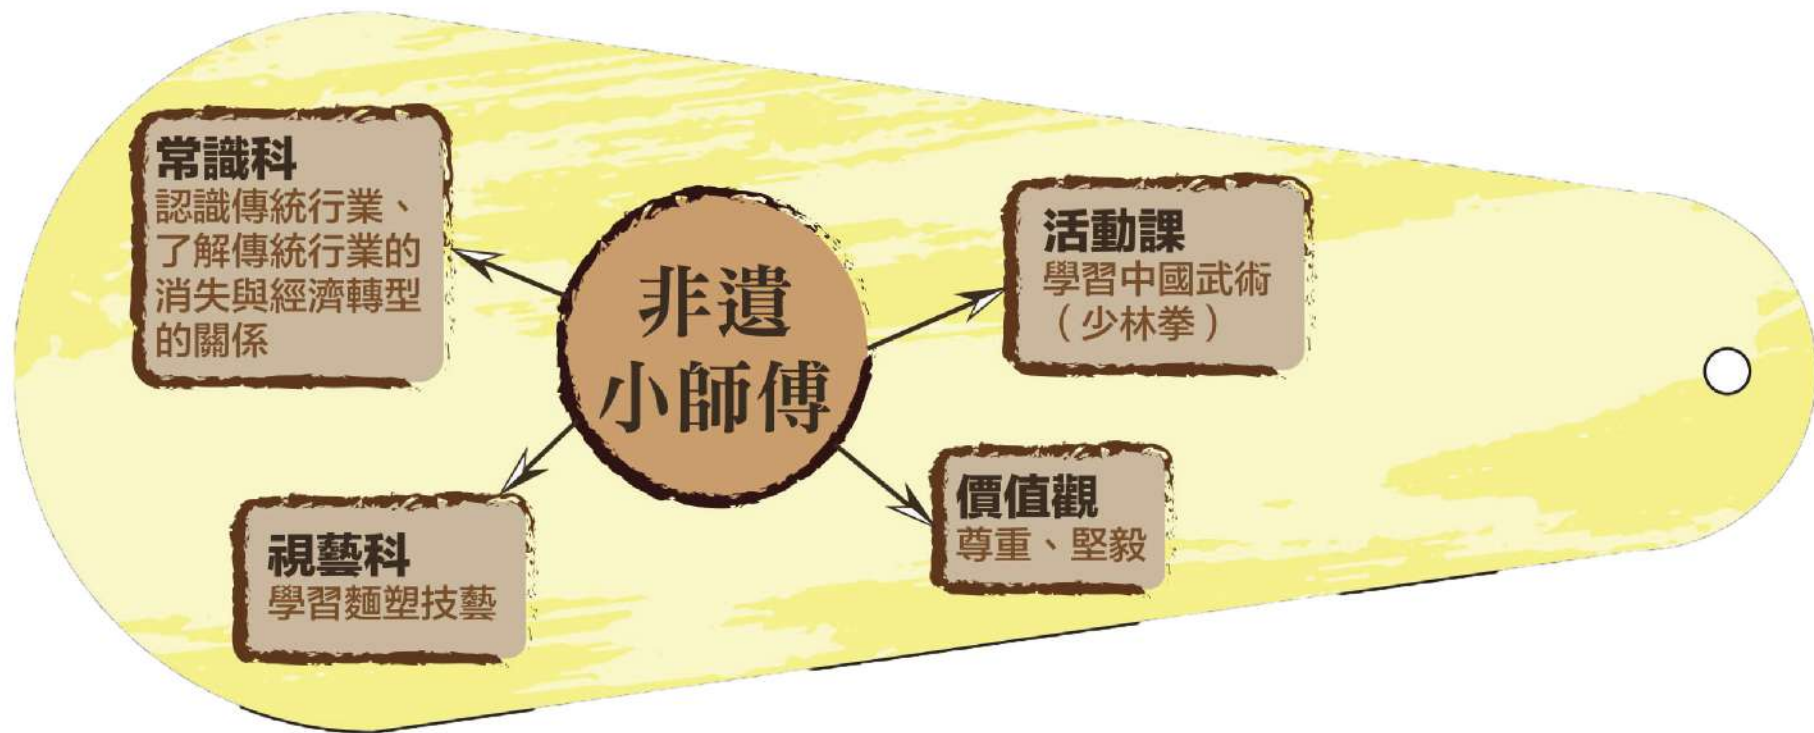 常識科
認識傳統行業、
了解傳統行業的
消失與經濟轉型
的關係
非遺
小師傅
活動課
學習中國武術
（少林拳）
視藝科
學習麵塑技藝
價值觀
尊重、堅毅